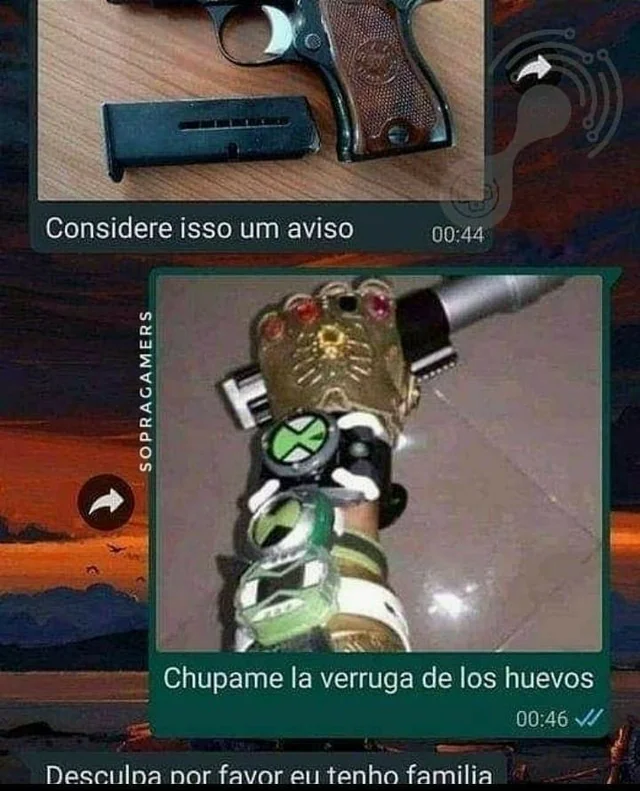 Considere isso um aviso
00:44
SOPRAGAMERS
Chupame la verruga de los huevos
00:46
Desculpa por favor eu tenho familia